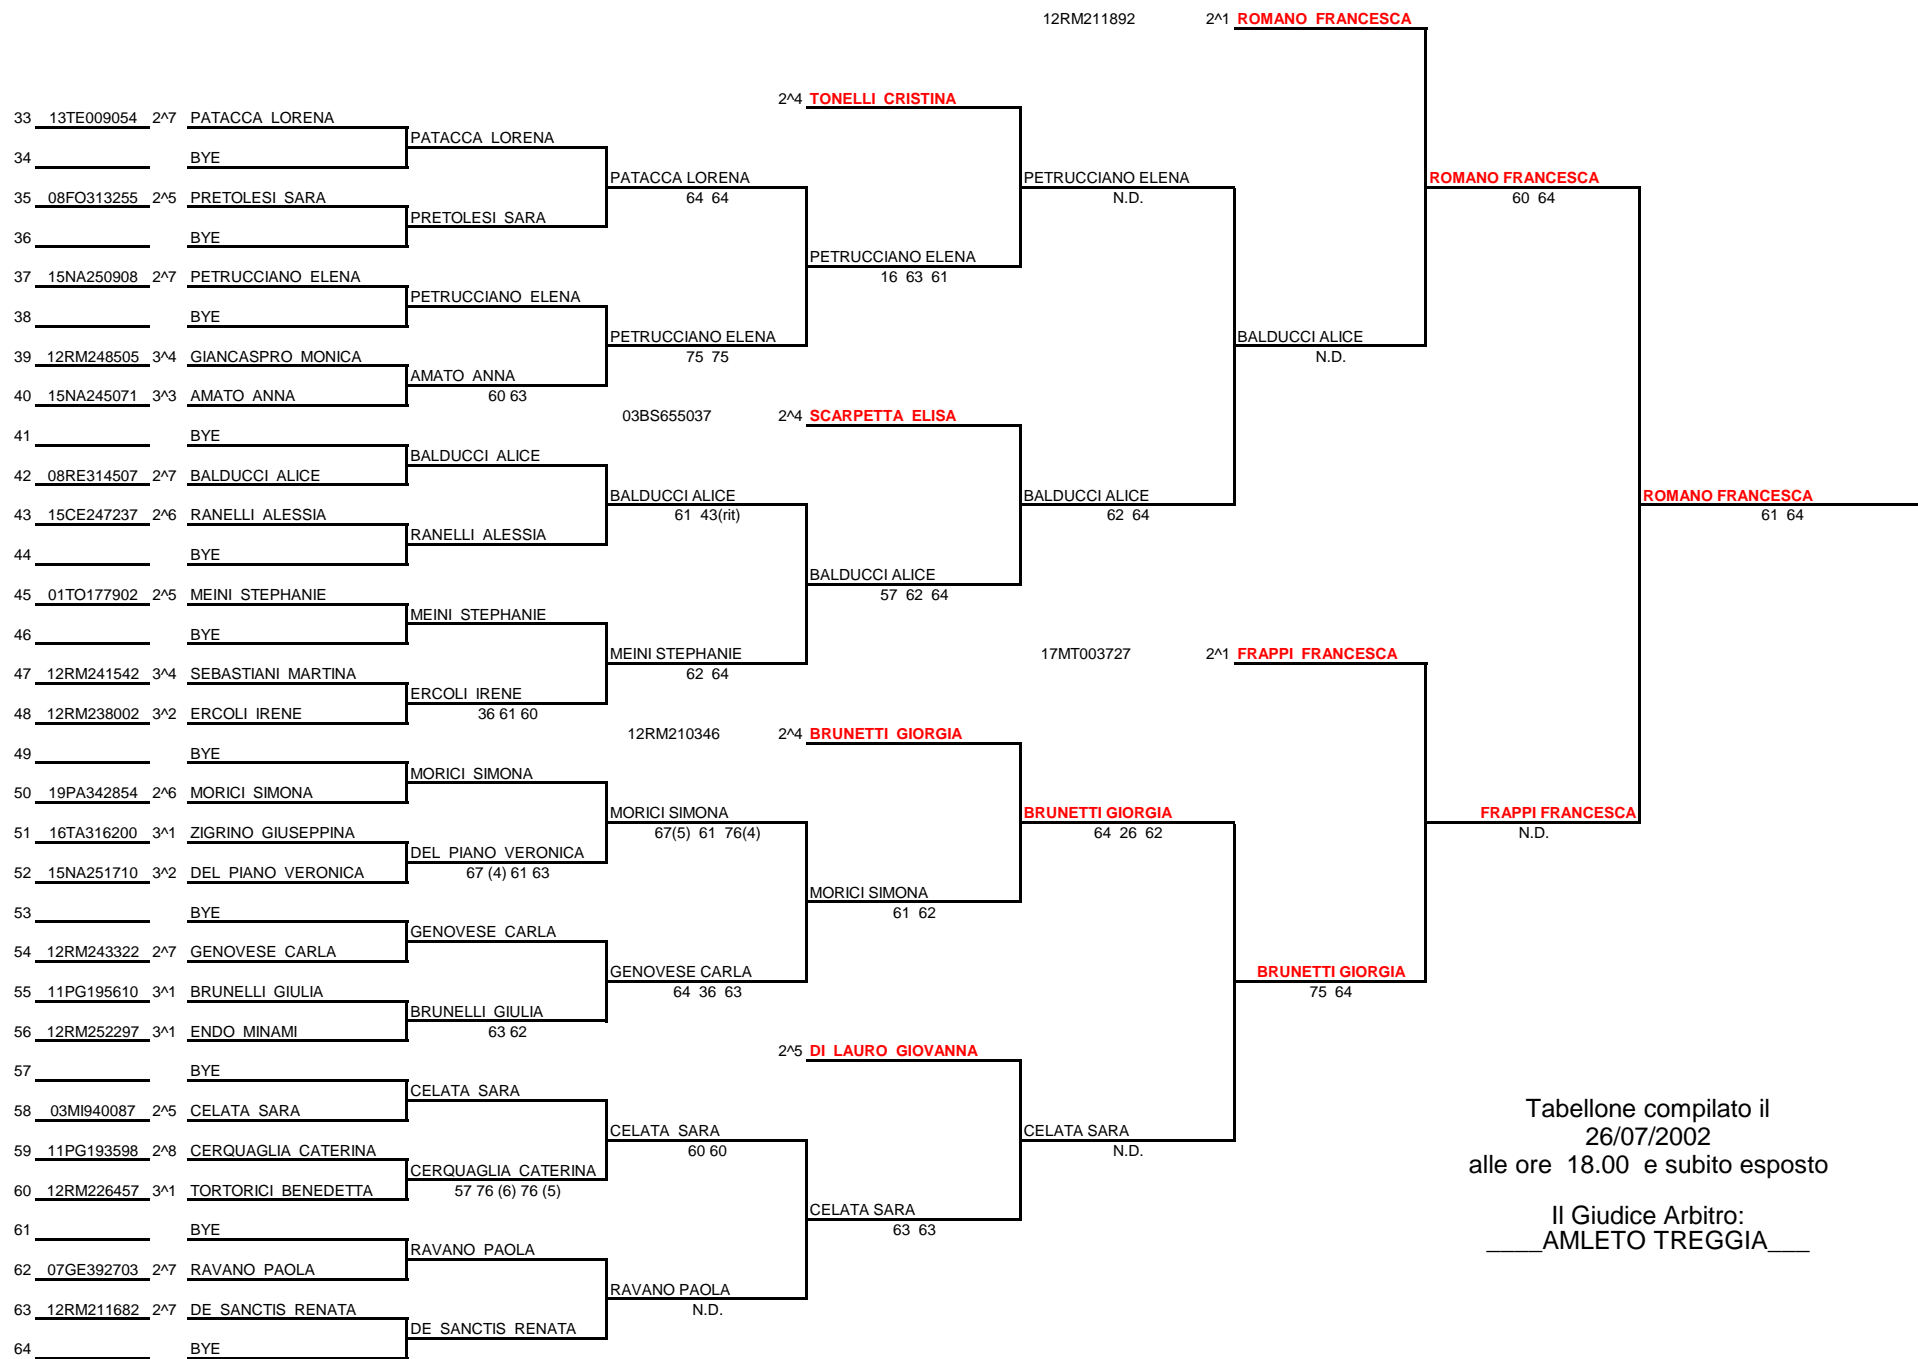 12RM211892 2^1 ROMANO FRANCESCA
2^4 TONELLI CRISTINA
33 13TE009054 2^7 PATACCA LORENA
PATACCA LORENA
34 BYE
PATACCA LORENA
64 64
PETRUCCIANO ELENA
N.D.
ROMANO FRANCESCA
60 64
35 08FO313255 2^5 PRETOLESI SARA
PRETOLESI SARA
36 BYE
PETRUCCIANO ELENA
16 63 61
37 15NA250908 2^7 PETRUCCIANO ELENA
PETRUCCIANO ELENA
38 BYE
PETRUCCIANO ELENA
75 75
BALDUCCI ALICE
N.D.
39 12RM248505 3^4 GIANCASPRO MONICA
AMATO ANNA
60 63
40 15NA245071 3^3 AMATO ANNA
03BS655037 2^4 SCARPETTA ELISA
41 BYE
BALDUCCI ALICE
42 08RE314507 2^7 BALDUCCI ALICE
BALDUCCI ALICE
61 43(rit)
BALDUCCI ALICE
62 64
ROMANO FRANCESCA
61 64
43 15CE247237 2^6 RANELLI ALESSIA
RANELLI ALESSIA
44 BYE
BALDUCCI ALICE
57 62 64
45 01TO177902 2^5 MEINI STEPHANIE
MEINI STEPHANIE
46 BYE
MEINI STEPHANIE
62 64
17MT003727 2^1 FRAPPI FRANCESCA
47 12RM241542 3^4 SEBASTIANI MARTINA
ERCOLI IRENE
36 61 60
48 12RM238002 3^2 ERCOLI IRENE
12RM210346 2^4 BRUNETTI GIORGIA
49 BYE
MORICI SIMONA
50 19PA342854 2^6 MORICI SIMONA
MORICI SIMONA
67(5) 61 76(4)
BRUNETTI GIORGIA
64 26 62
FRAPPI FRANCESCA
N.D.
51 16TA316200 3^1 ZIGRINO GIUSEPPINA
DEL PIANO VERONICA
67 (4) 61 63
52 15NA251710 3^2 DEL PIANO VERONICA
MORICI SIMONA
61 62
53 BYE
GENOVESE CARLA
54 12RM243322 2^7 GENOVESE CARLA
GENOVESE CARLA
64 36 63
BRUNETTI GIORGIA
75 64
55 11PG195610 3^1 BRUNELLI GIULIA
BRUNELLI GIULIA
63 62
56 12RM252297 3^1 ENDO MINAMI
2^5 DI LAURO GIOVANNA
57 BYE
CELATA SARA
58 03MI940087 2^5 CELATA SARA
CELATA SARA
60 60
CELATA SARA
N.D.
59 11PG193598 2^8 CERQUAGLIA CATERINA
CERQUAGLIA CATERINA
57 76 (6) 76 (5)
60 12RM226457 3^1 TORTORICI BENEDETTA
CELATA SARA
63 63
61 BYE
RAVANO PAOLA
62 07GE392703 2^7 RAVANO PAOLA
RAVANO PAOLA
N.D.
63 12RM211682 2^7 DE SANCTIS RENATA
DE SANCTIS RENATA
64 BYE
Tabellone compilato il
26/07/2002
alle ore 18.00 e subito esposto
Il Giudice Arbitro:
____AMLETO TREGGIA___